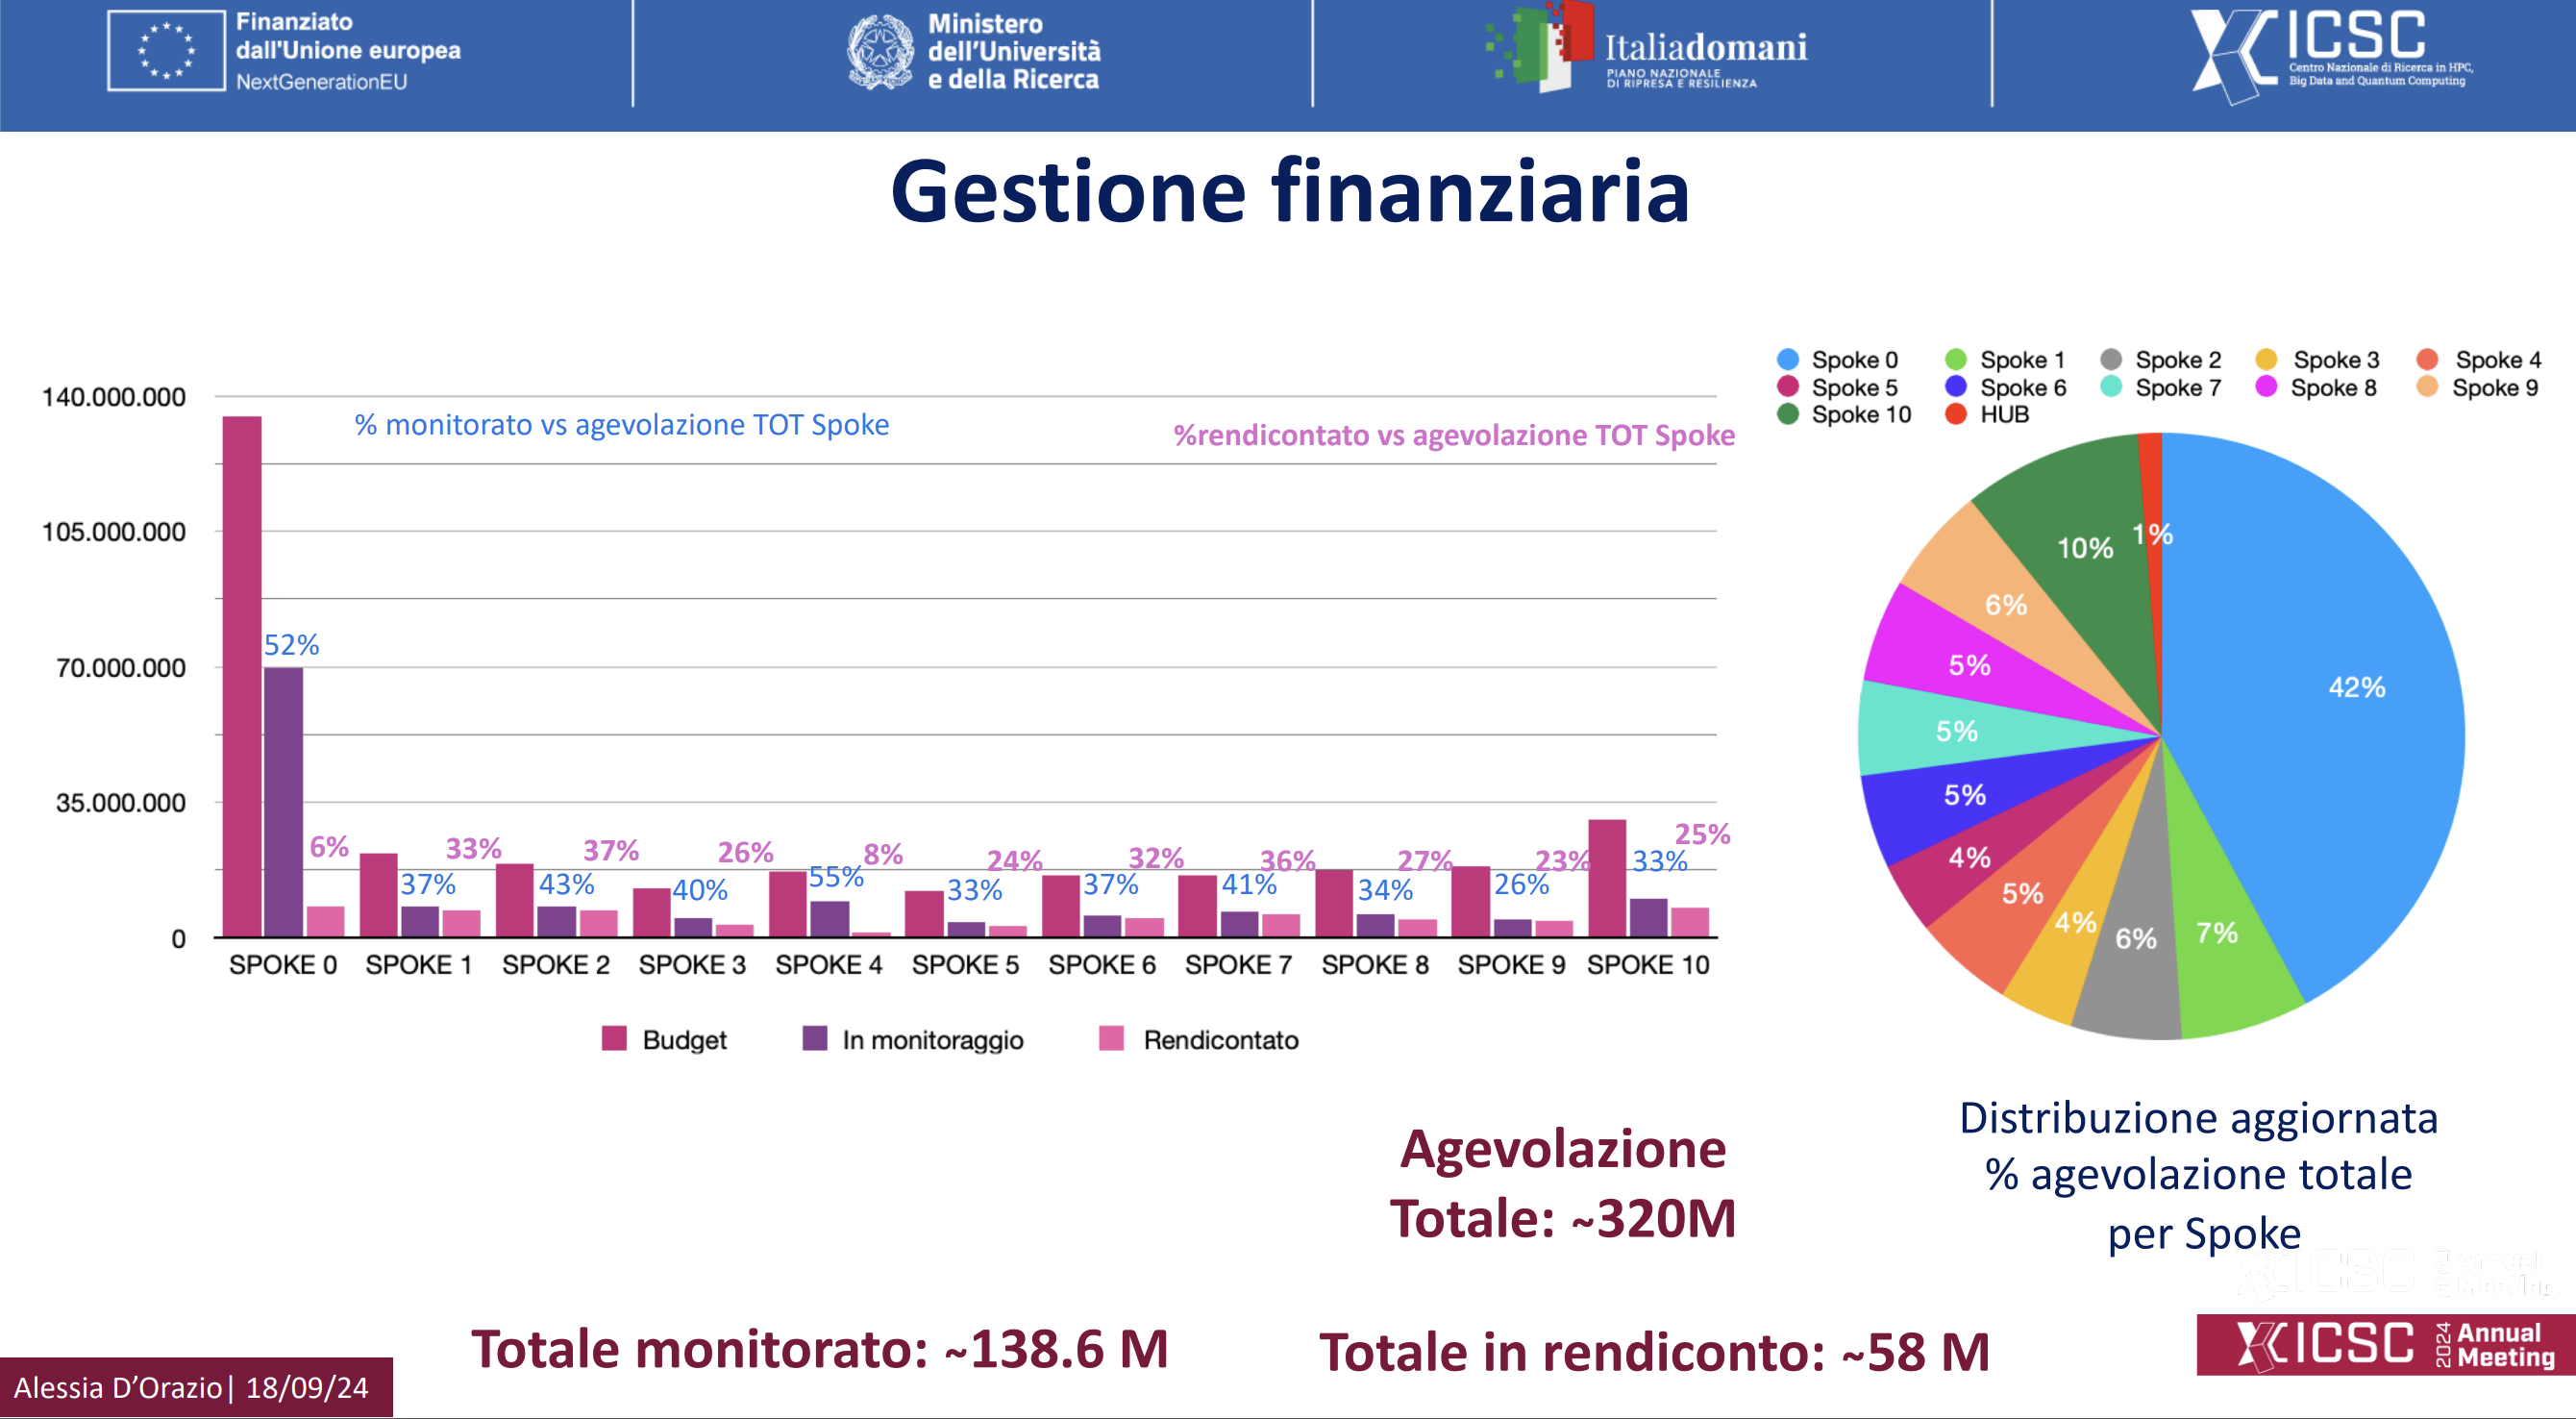 Finanziato
dall'Unione europea
NextGenerationEU
Ministero
dell'Università
e della Ricerca
Italiadomani
PIANO NAZIONALE
DI RIPRESA E RESILIENZA
ICSC
Centro Nazionale di Ricerca in HPC,
Big Data and Quantum Computing
Gestione finanziaria
% monitorato vs agevolazione TOT Spoke
%rendicontato vs agevolazione TOT Spoke
140.000.000
105.000.000
70.000.000
35.000.000
0
52%
6%
37%
33%
43%
37%
40%
26%
55%
8%
33%
24%
37%
32%
41%
36%
34%
27%
26%
23%
33%
25%
SPOKE 0 SPOKE 1 SPOKE 2 SPOKE 3 SPOKE 4 SPOKE 5 SPOKE 6 SPOKE 7 SPOKE 8 SPOKE 9 SPOKE 10
Budget In monitoraggio Rendicontato
Spoke 0 Spoke 1 Spoke 2 Spoke 3 Spoke 4
Spoke 5 Spoke 6 Spoke 7 Spoke 8 Spoke 9
Spoke 10 HUB
42%
7%
6%
4%
5%
4%
5%
5%
5%
6%
10%
1%
Distribuzione aggiornata
% agevolazione totale
per Spoke
Agevolazione
Totale: ~320M
Totale monitorato: ~138.6 M
Totale in rendiconto: ~58 M
Alessia D'Orazio| 18/09/24
ICSC
2024
Annual
Meeting